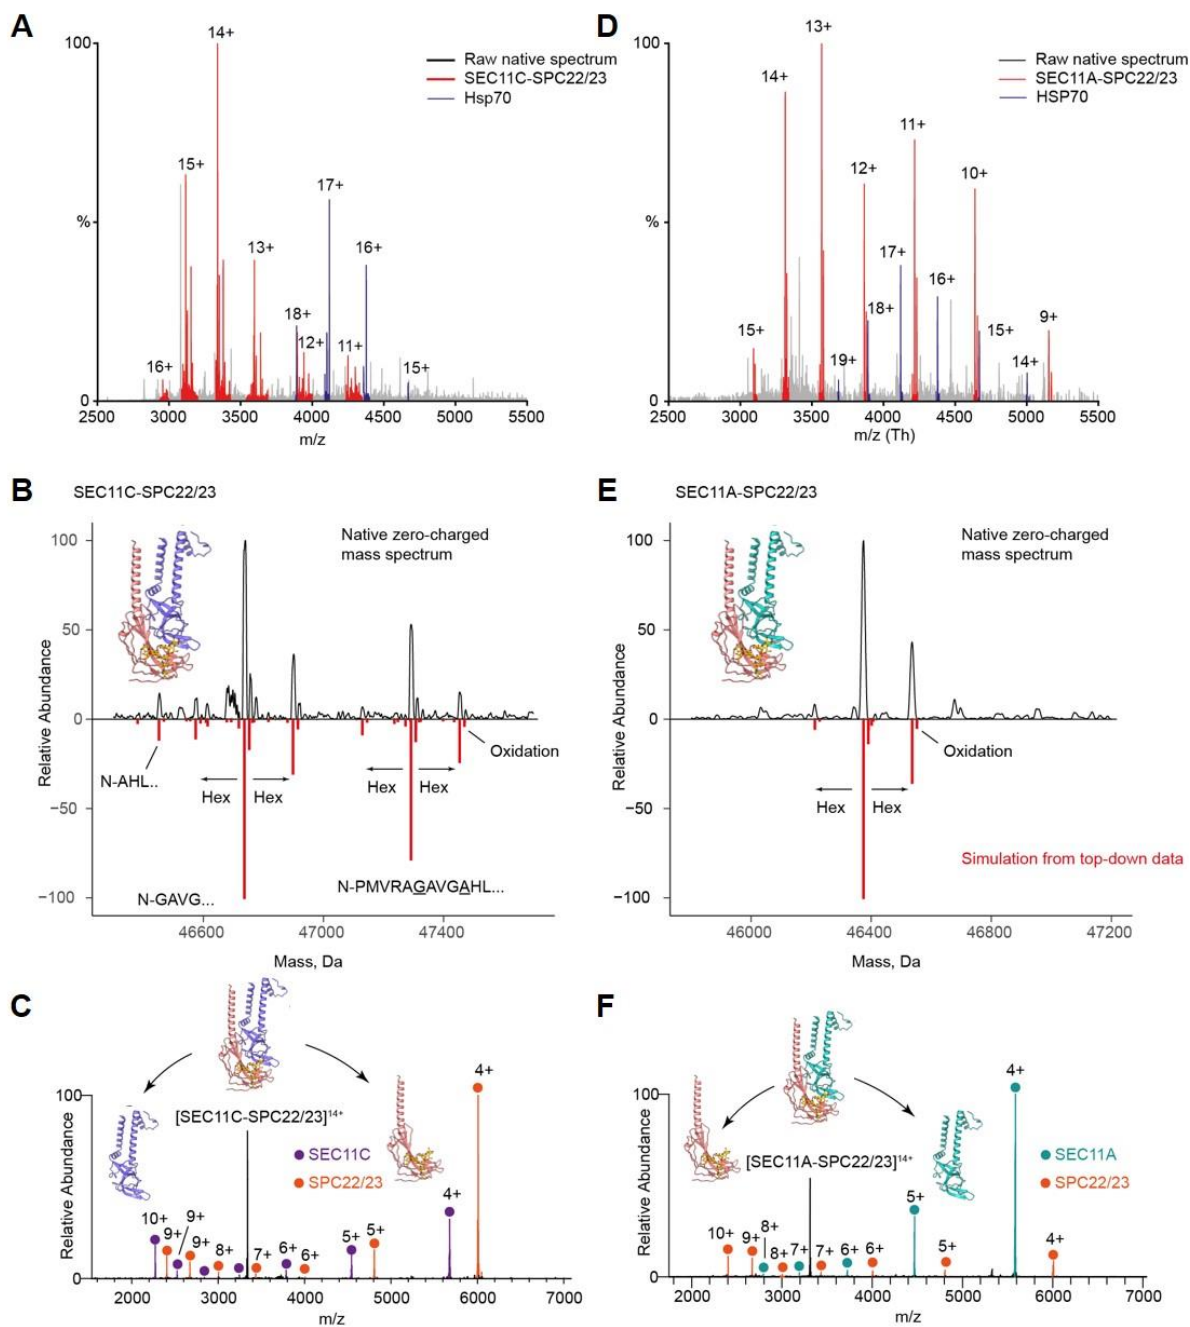 A
100
%
0
14+
15+
17+
13+
16+
18+
12+
11+
16+
15+
Raw native spectrum
SEC11C-SPC22/23
Hsp70
2500 3000 3500 4000 4500 5000 5500
m/z
D
100
%
0
13+
14+
11+
12+
10+
17+
16+
18+
15+
9+
15+
19+
14+
Raw native spectrum
SEC11A-SPC22/23
HSP70
2500 3000 3500 4000 4500 5000 5500
m/z (Th)
B
SEC11C-SPC22/23
Native zero-charged
mass spectrum
Relative Abundance
100
50
0
−50
−100
N-AHL..
Hex Hex
Hex Hex
Oxidation
N-GAVG...
N-PMVRAGAVGAHL...
46600 47000 47400
Mass, Da
E
SEC11A-SPC22/23
Native zero-charged
mass spectrum
Relative Abundance
100
50
0
−50
−100
Oxidation
Hex Hex
Simulation from top-down data
46000 46400 46800 47200
Mass, Da
C
Relative Abundance
100
0
[SEC11C-SPC22/23]14+
SEC11C
SPC22/23
4+
4+
10+ 9+ 9+ 9+ 8+ 7+ 6+ 6+ 5+ 5+
2000 3000 4000 5000 6000 7000
m/z
F
Relative Abundance
100
0
[SEC11A-SPC22/23]14+
SEC11A
SPC22/23
4+
5+
10+ 9+ 8+ 8+ 7+ 7+ 6+ 6+ 5+ 4+
2000 3000 4000 5000 6000 7000
m/z